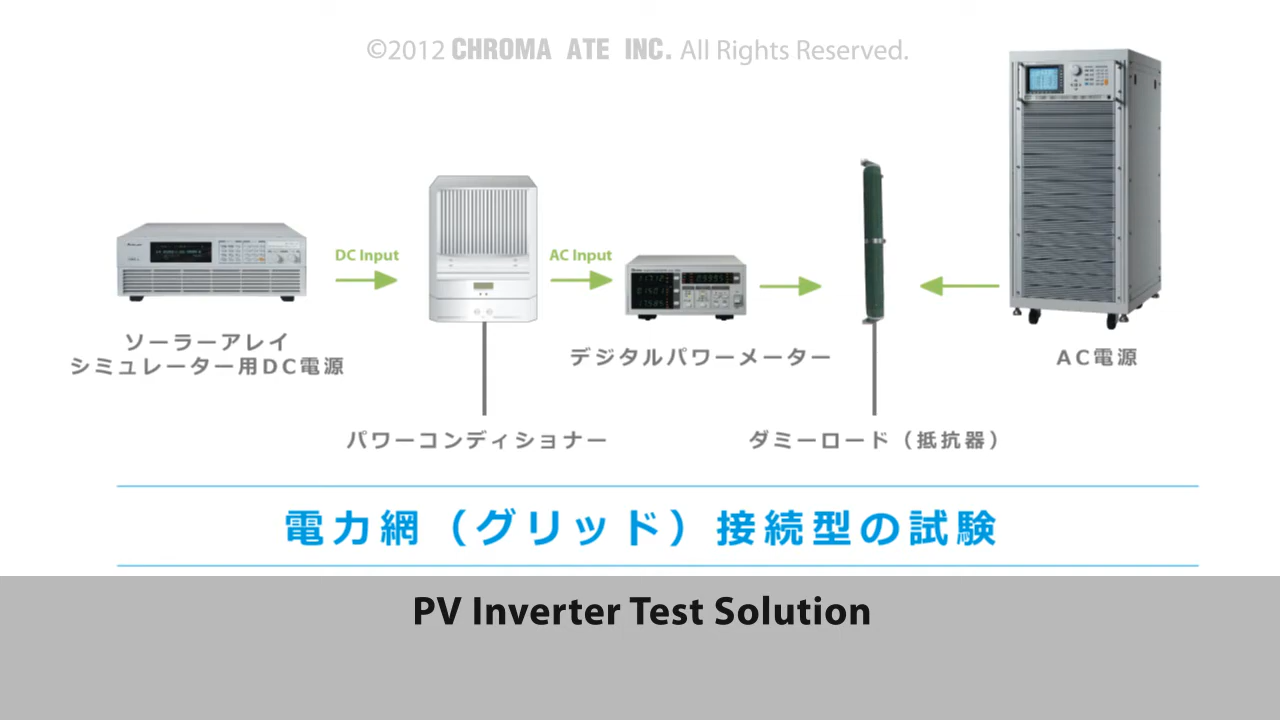 ©2012 CHROMA ATE INC. All Rights Reserved.
DC Input
AC Input
ソーラーアレイ
シミュレーター用DC電源
デジタルパワーメーター
AC電源
パワーコンディショナー
ダミーロード（抵抗器）
電力網（グリッド）接続型の試験
PV Inverter Test Solution